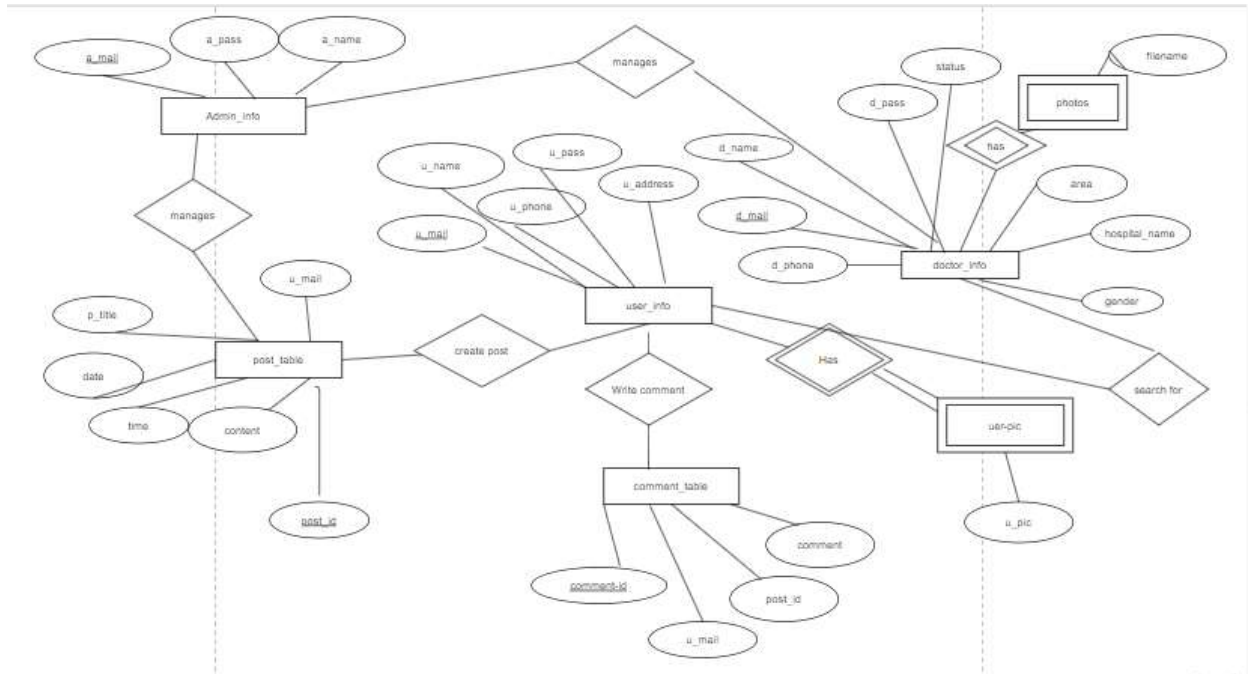 a_mail
a_pass
a_name
manages
status
filename
photos
d_pass
has
Admin_info
d_name
u_name
u_pass
u_phone
u_address
area
d_mail
hospital_name
manages
u_mail
d_phone
doctor_info
u_mail
gender
user_info
p_title
post_table
create post
Has
date
Write comment
search for
time
content
uer-pic
comment_table
post_id
u_pic
comment
comment-id
post_id
u_mail